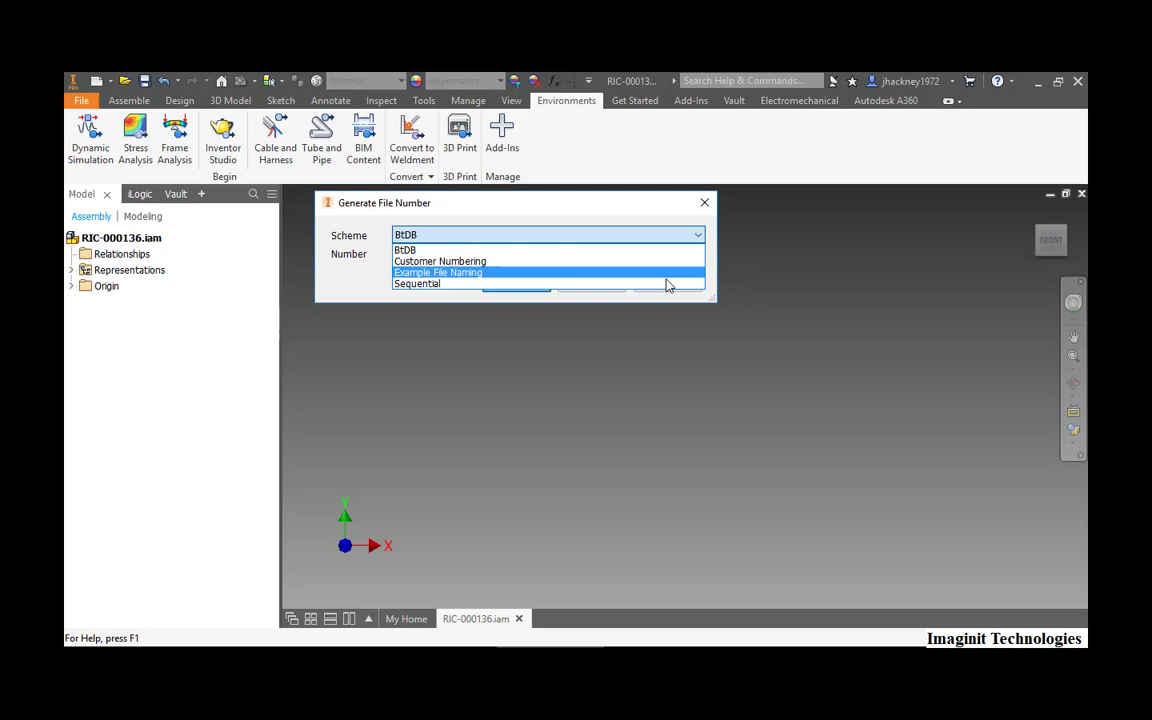 PRO
Material
Appearance
RIC-00013...
Search Help & Commands...
jhackney1972
File Assemble Design 3D Model Sketch Annotate Inspect Tools Manage View Environments Get Started Add-Ins Vault Electromechanical Autodesk A360
Dynamic Simulation
Stress Analysis
Frame Analysis
Inventor Studio
Cable and Harness
Tube and Pipe
BIM Content
Convert to Weldment
3D Print
Add-Ins
Begin
Convert
3D Print
Manage
Model
iLogic
Vault
Assembly | Modeling
RIC-000136.iam
Relationships
Representations
Origin
Generate File Number
Scheme
BtDB
Number
BtDB
Customer Numbering
Example File Naming
Sequential
FRONT
Y
X
My Home
RIC-000136.iam
For Help, press F1
Imaginit Technologies